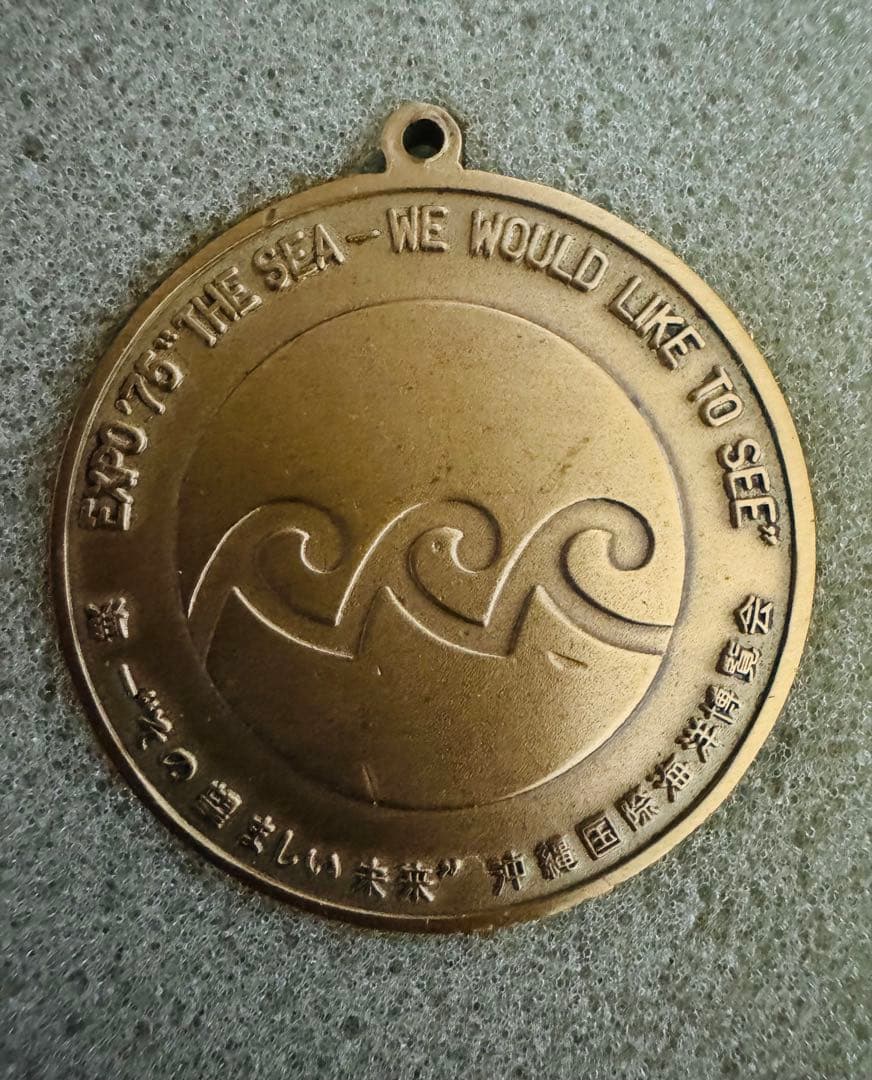 EXPO '75 "THE SEA — WE WOULD LIKE TO SEE"
海ー"その望ましい未来" 沖縄国際海洋博覧会